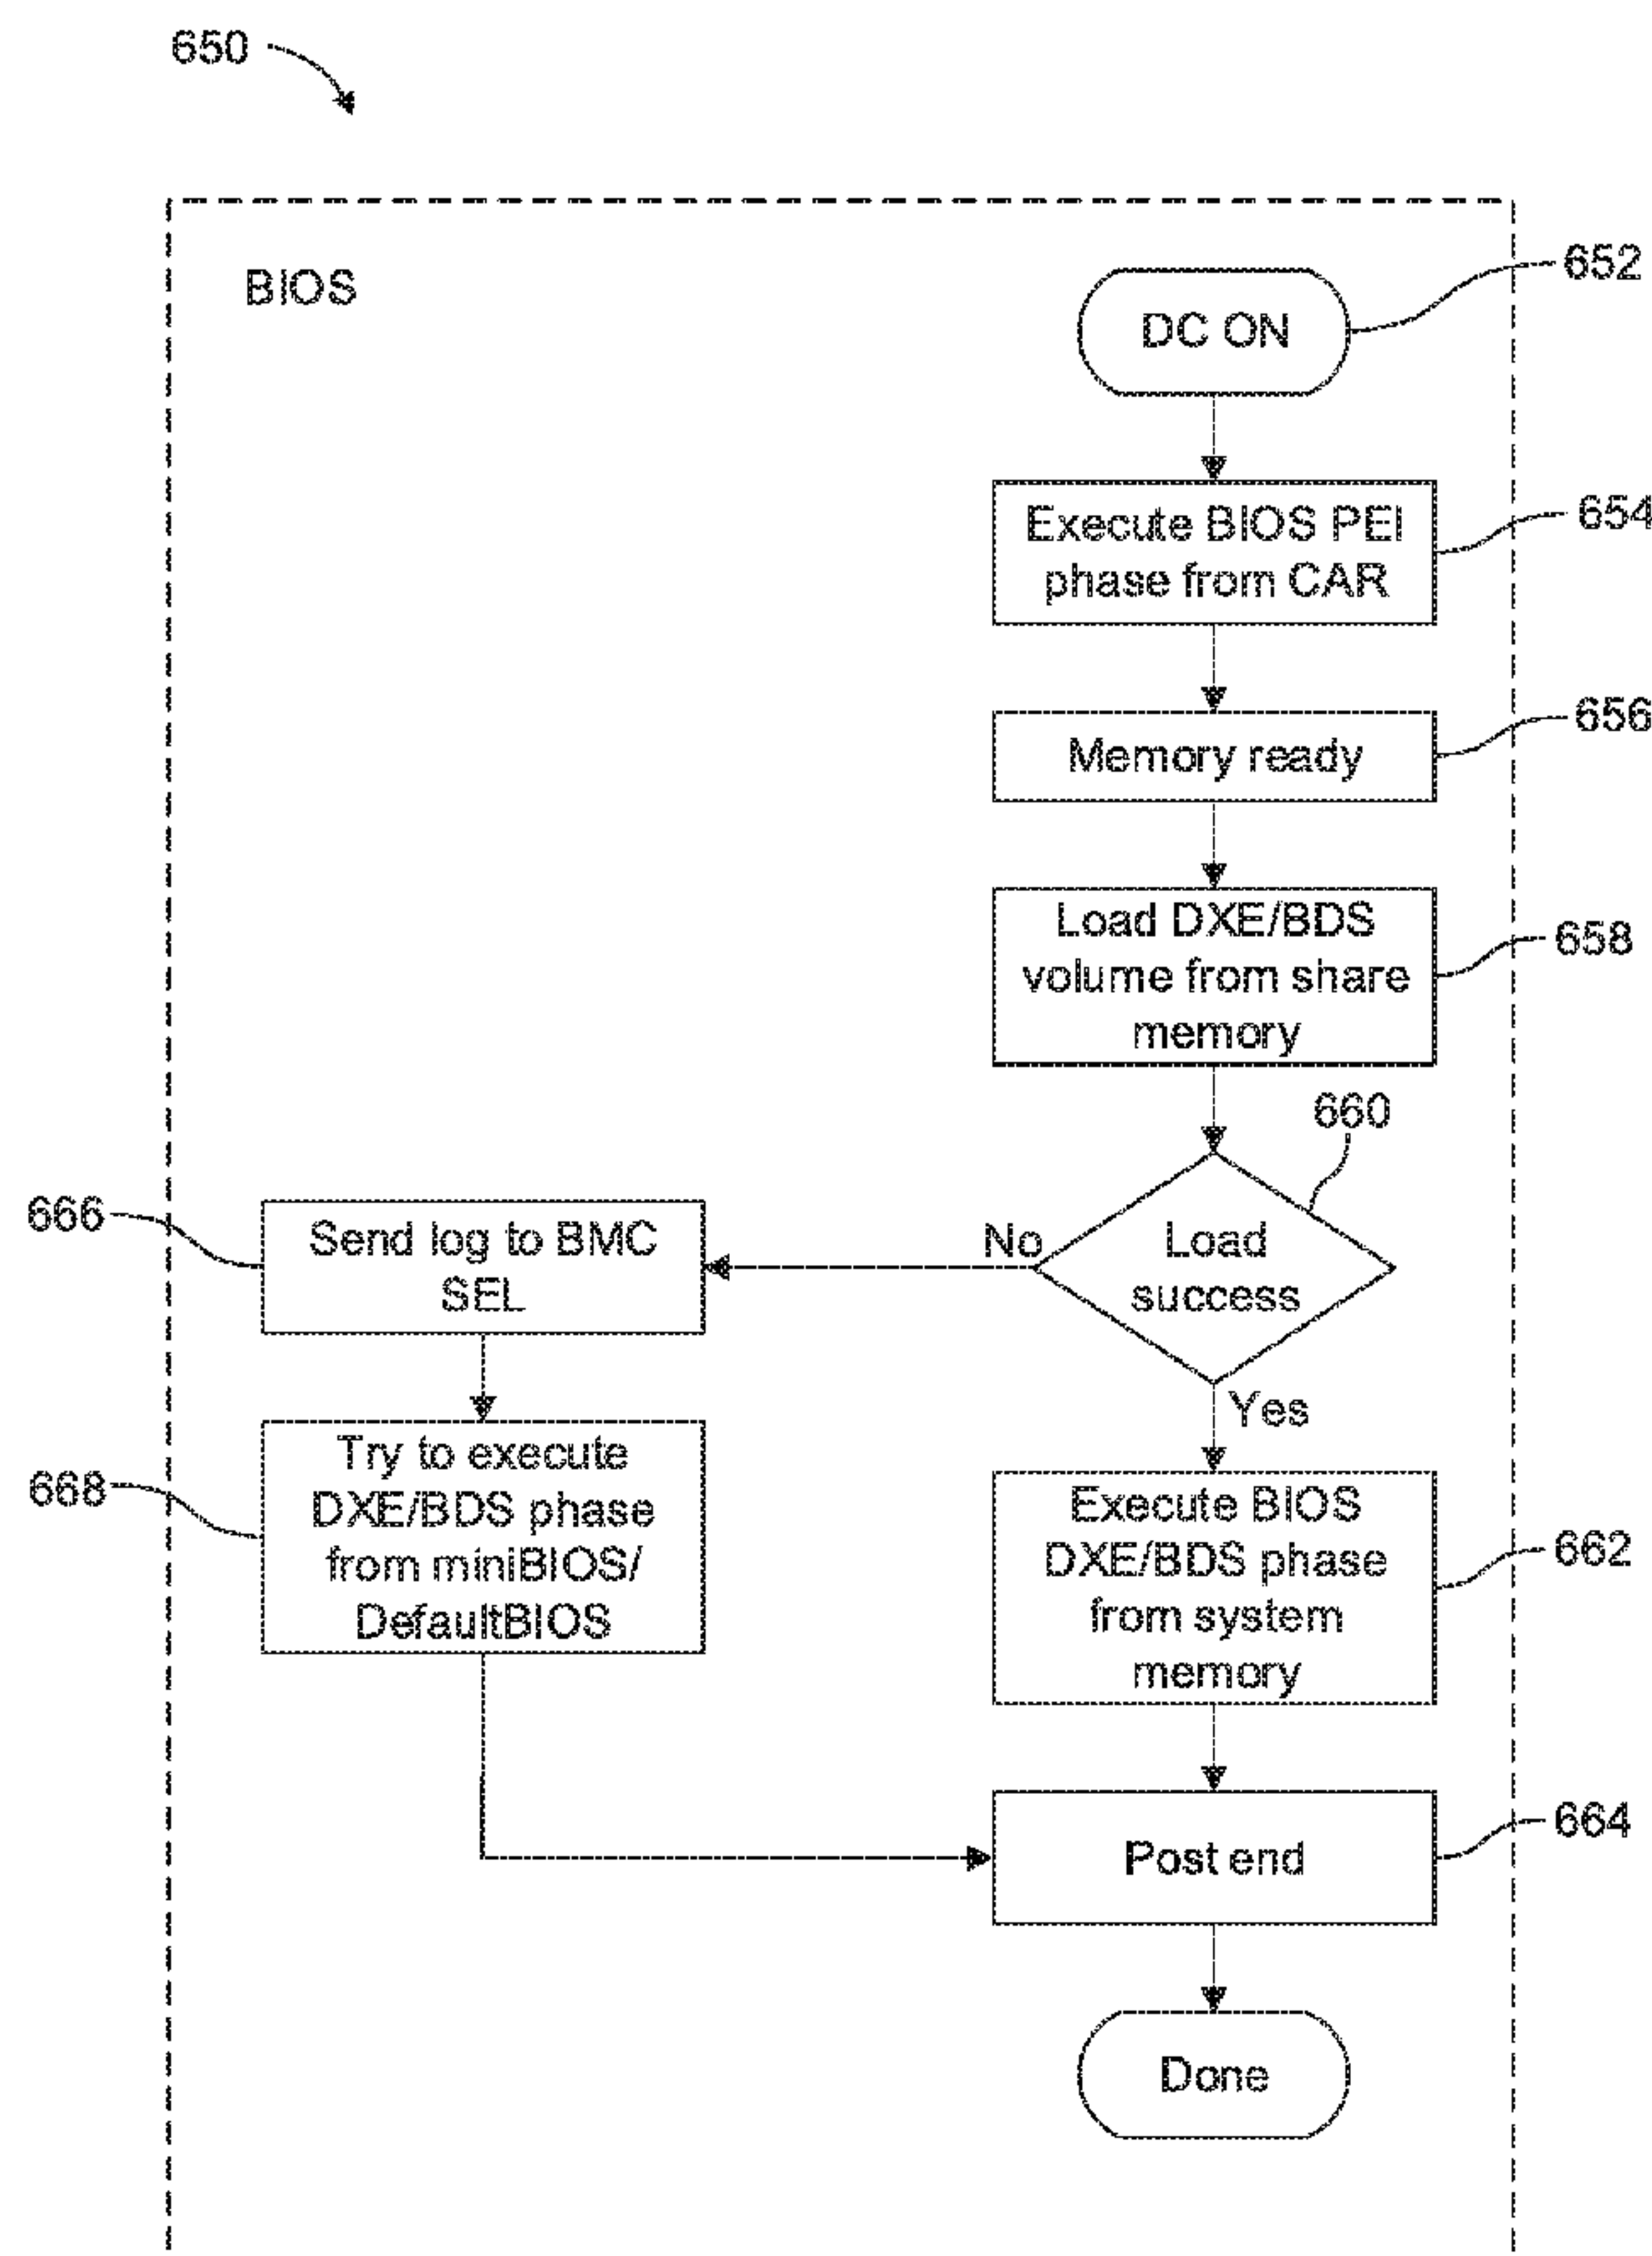 650
BIOS
652
DC ON
654
Execute BIOS PEI
phase from CAR
656
Memory ready
658
Load DXE/BDS
volume from share
memory
660
Load
success
No
Yes
666
Send log to BMC
SEL
668
Try to execute
DXE/BDS phase
from miniBIOS/
DefaultBIOS
662
Execute BIOS
DXE/BDS phase
from system
memory
664
Post end
Done